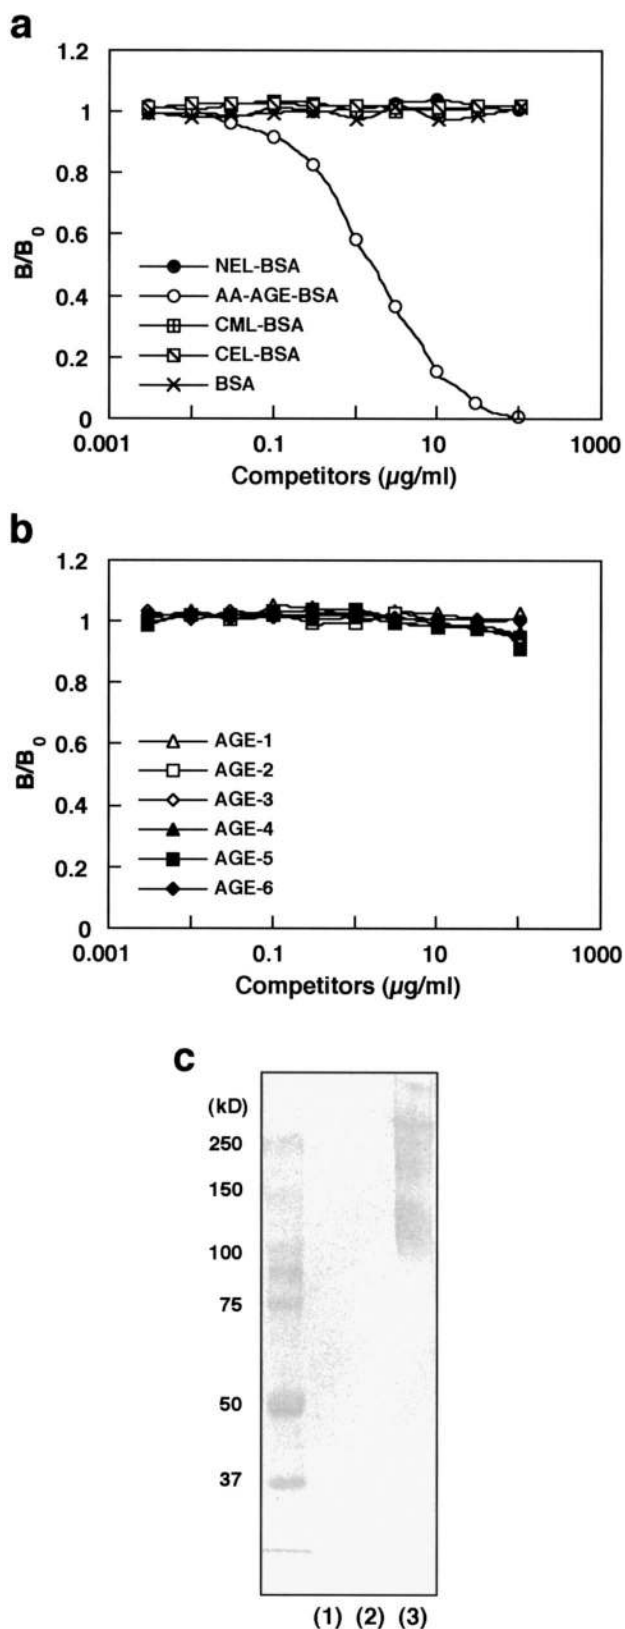 a
1.2
1
0.8
0.6
0.4
0.2
0
B/B0
NEL-BSA
AA-AGE-BSA
CML-BSA
CEL-BSA
BSA
0.001
0.1
10
1000
Competitors (µg/ml)
b
1.2
1
0.8
0.6
0.4
0.2
0
B/B0
AGE-1
AGE-2
AGE-3
AGE-4
AGE-5
AGE-6
0.001
0.1
10
1000
Competitors (µg/ml)
c
(kD)
250
150
100
75
50
37
(1) (2) (3)